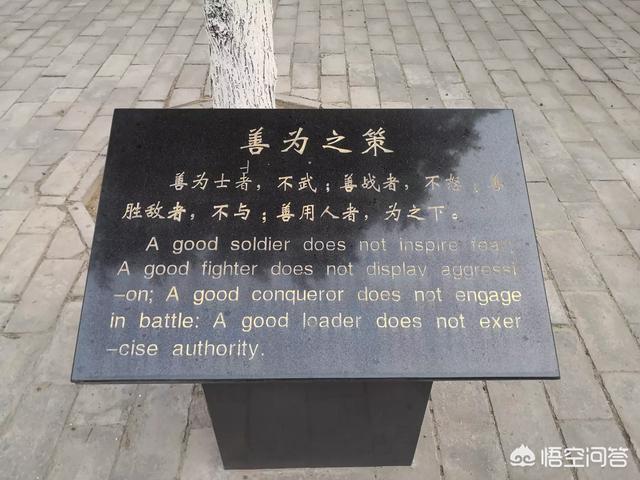 善为之策
善为士者，不武；善战者，不怒；善
胜敌者，不与；善用人者，为之下。
A good soldier does not inspire fear;
A good fighter does not display aggressi
-on; A good conqueror does not engage
in battle: A good leader does not exer
-cise authority.
悟空问答